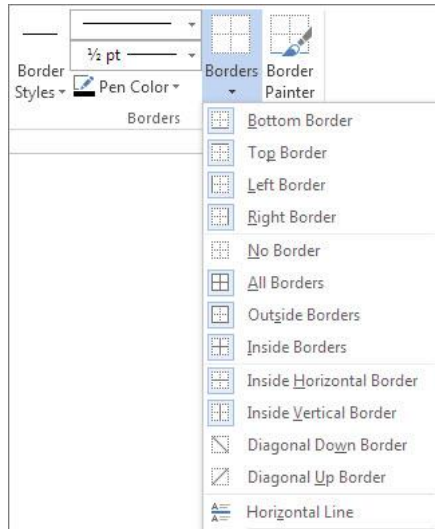 ½ pt
Border Styles
Pen Color
Borders
Border Painter
Borders
Bottom Border
Top Border
Left Border
Right Border
No Border
All Borders
Outside Borders
Inside Borders
Inside Horizontal Border
Inside Vertical Border
Diagonal Down Border
Diagonal Up Border
Horizontal Line